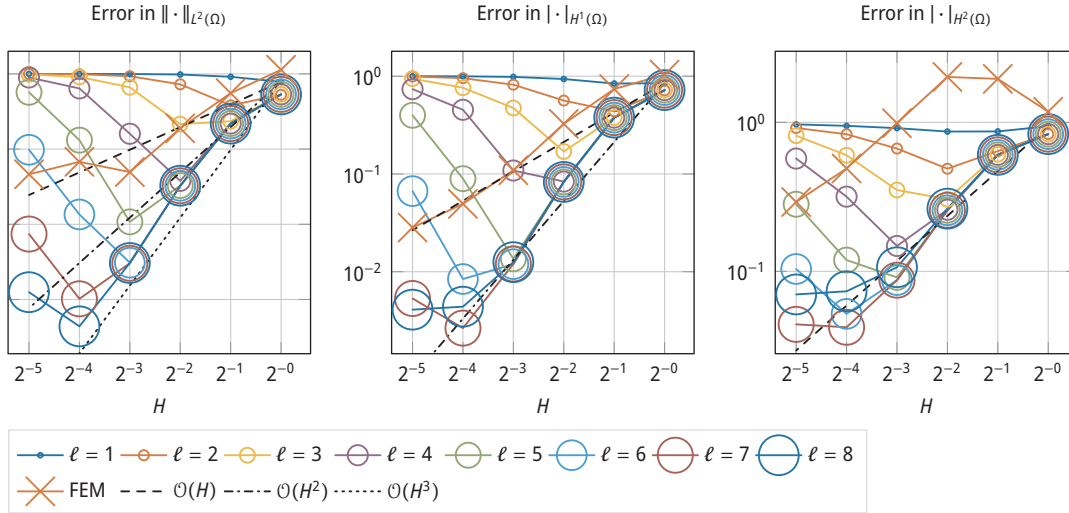 Error in ‖ · ‖_{L²(Ω)}
Error in | · |_{H¹(Ω)}
Error in | · |_{H²(Ω)}
10⁰
10⁻¹
10⁻²
10⁰
10⁻¹
2⁻⁵ 2⁻⁴ 2⁻³ 2⁻² 2⁻¹ 2⁻⁰
2⁻⁵ 2⁻⁴ 2⁻³ 2⁻² 2⁻¹ 2⁻⁰
2⁻⁵ 2⁻⁴ 2⁻³ 2⁻² 2⁻¹ 2⁻⁰
H
H
H
ℓ = 1 ℓ = 2 ℓ = 3 ℓ = 4 ℓ = 5 ℓ = 6 ℓ = 7 ℓ = 8
FEM 𝒪(H) 𝒪(H²) 𝒪(H³)